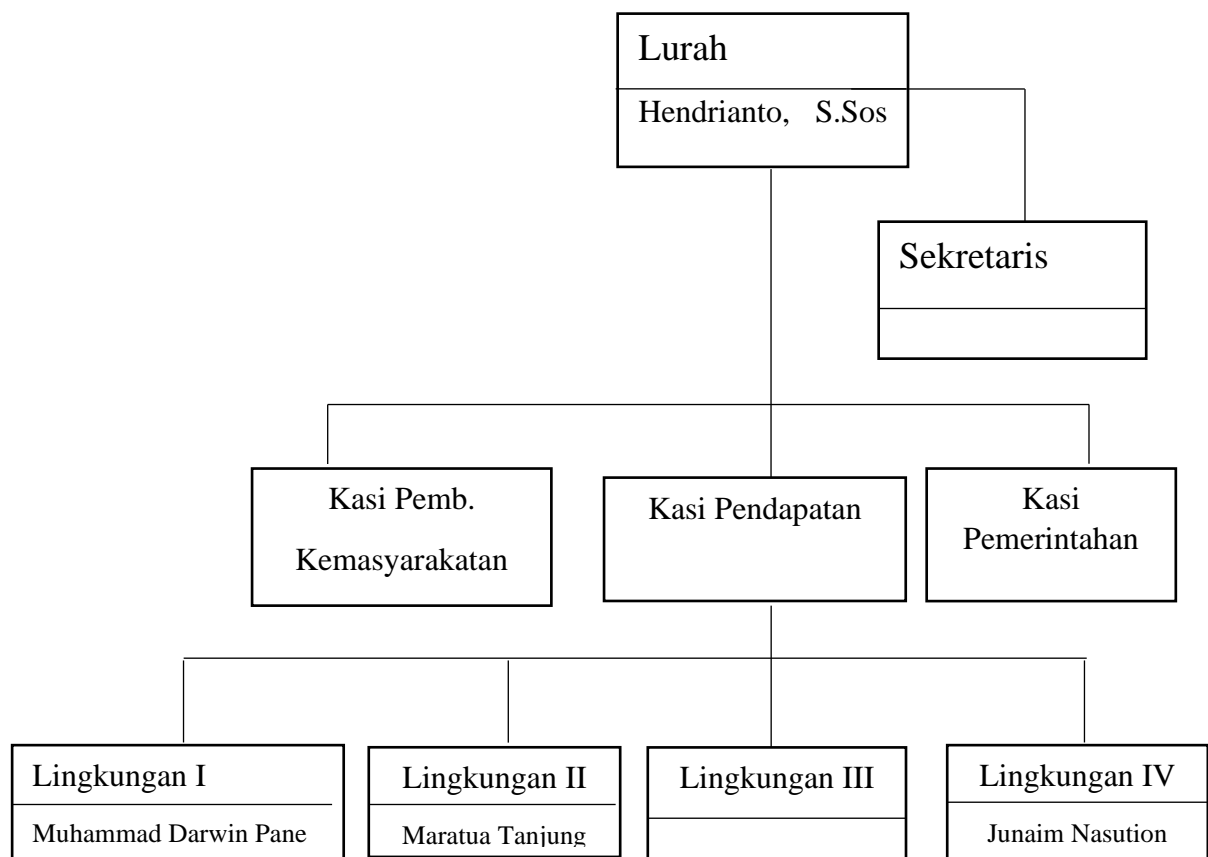 Lurah
Hendrianto, S.Sos
Sekretaris
Kasi Pemb.
Kemasyarakatan
Kasi Pendapatan
Kasi
Pemerintahan
Lingkungan I
Muhammad Darwin Pane
Lingkungan II
Maratua Tanjung
Lingkungan III
Lingkungan IV
Junaim Nasution